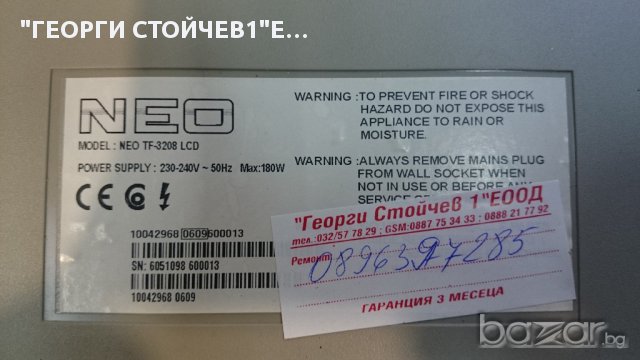 "ГЕОРГИ СТОЙЧЕВ1"Е...
NEO
MODEL : NEO TF-3208 LCD
POWER SUPPLY : 230-240V ~ 50Hz Max:180W
CE
10042968 0609600013
SN: 6051098 600013
10042968 0609
WARNING :TO PREVENT FIRE OR SHOCK
HAZARD DO NOT EXPOSE THIS
APPLIANCE TO RAIN OR
MOISTURE.
WARNING :ALWAYS REMOVE MAINS PLUG
FROM WALL SOCKET WHEN
NOT IN USE OR BEFORE ANY
SERVICE
"Георги Стойчев 1"ЕООД
тел.:032/57 78 29 ; GSM:0887 75 34 33 ; 0888 21 77 92
Ремонт
ГАРАНЦИЯ 3 МЕСЕЦА
bazar.bg